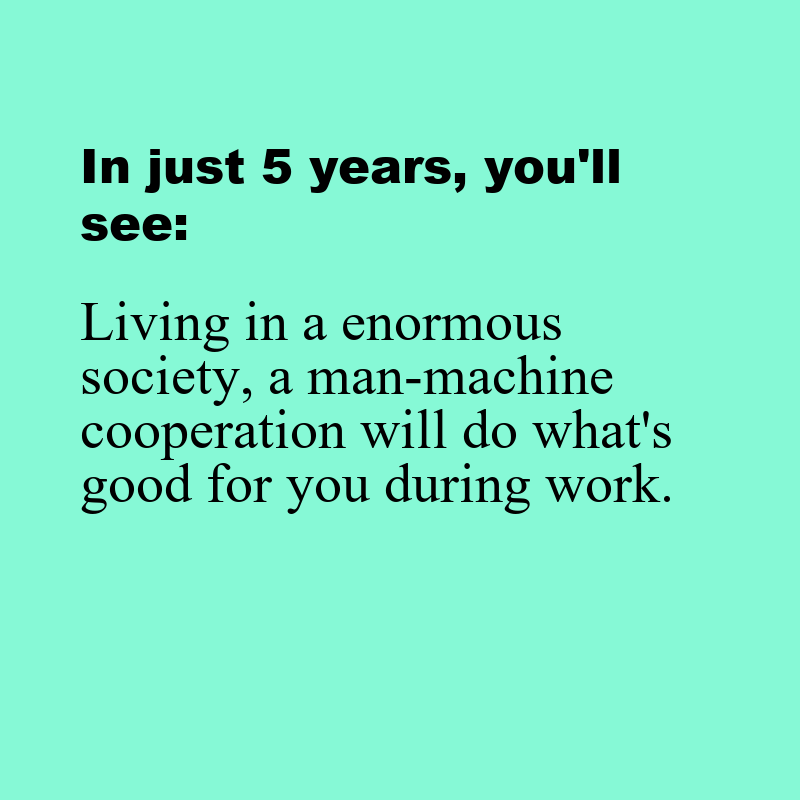 In just 5 years, you'll
see:
Living in a enormous
society, a man-machine
cooperation will do what's
good for you during work.